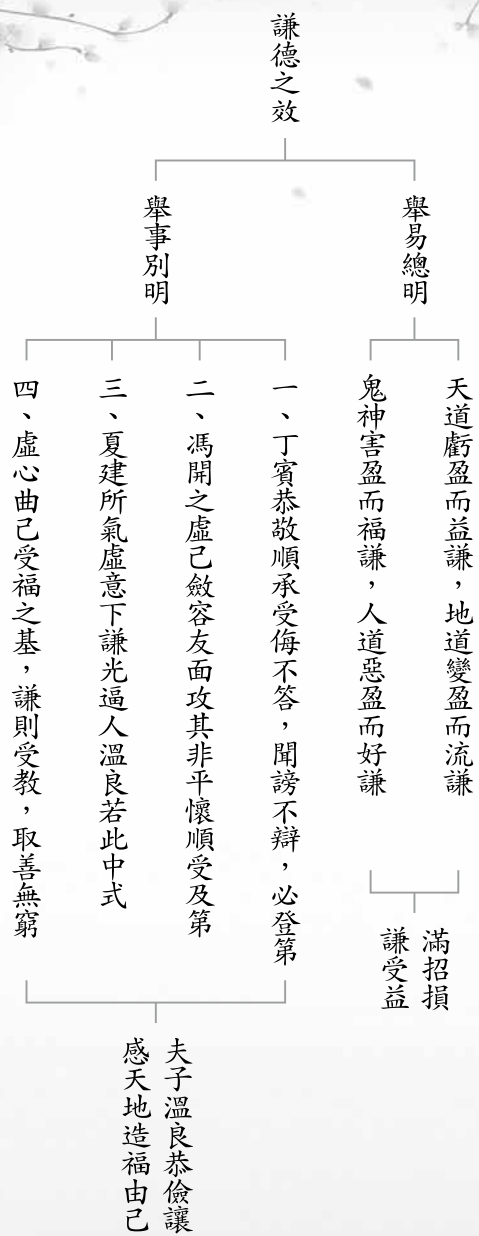 謙德之效
舉易總明
天道虧盈而益謙，地道變盈而流謙
鬼神害盈而福謙，人道惡盈而好謙
滿招損
謙受益
舉事別明
一、丁賓恭敬順承受侮不答，聞謗不辯，必登第
二、馮開之虛己斂容友面攻其非平懷順受及第
三、夏建所氣虛意下謙光逼人溫良若此中式
四、虛心曲己受福之基，謙則受教，取善無窮
夫子溫良恭儉讓
感天地造福由己